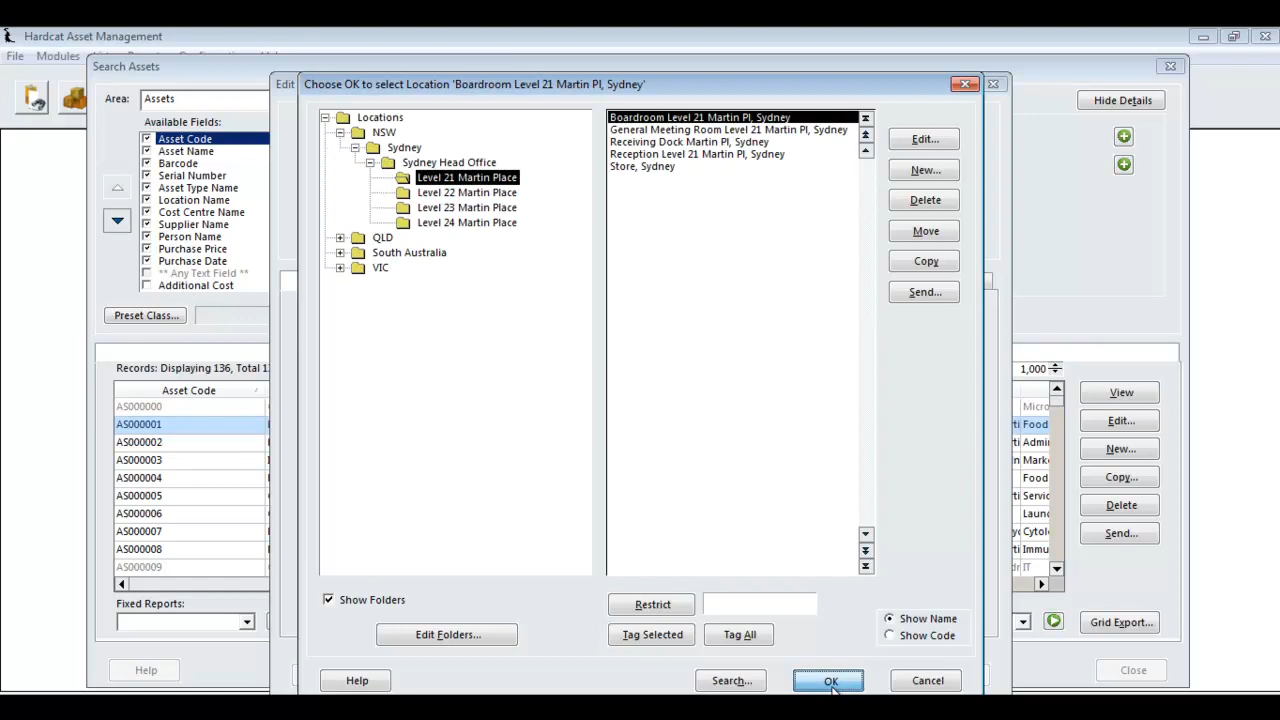 Hardcat Asset Management
File Modules
Search Assets
Area: Assets
Hide Details
Available Fields:
Asset Code
Asset Name
Barcode
Serial Number
Asset Type Name
Location Name
Cost Centre Name
Supplier Name
Person Name
Purchase Price
Purchase Date
** Any Text Field **
Additional Cost
Preset Class...
Records: Displaying 136, Total 1
Asset Code
AS000000
AS000001
AS000002
AS000003
AS000004
AS000005
AS000006
AS000007
AS000008
AS000009
Fixed Reports:
Help
Edit
Choose OK to select Location 'Boardroom Level 21 Martin Pl, Sydney'
Locations
NSW
Sydney
Sydney Head Office
Level 21 Martin Place
Level 22 Martin Place
Level 23 Martin Place
Level 24 Martin Place
QLD
South Australia
VIC
Boardroom Level 21 Martin Pl, Sydney
General Meeting Room Level 21 Martin Pl, Sydney
Receiving Dock Martin Pl, Sydney
Reception Level 21 Martin Pl, Sydney
Store, Sydney
Edit...
New...
Delete
Move
Copy
Send...
Show Folders
Edit Folders...
Restrict
Tag Selected
Tag All
Show Name
Show Code
Help
Search...
OK
Cancel
1,000
Micro
rti Food
rti Admin
in Marke
Food
rti Servic
Laun
yc Cytol
rti Immu
dr IT
View
Edit...
New...
Copy...
Delete
Send...
Grid Export...
Close